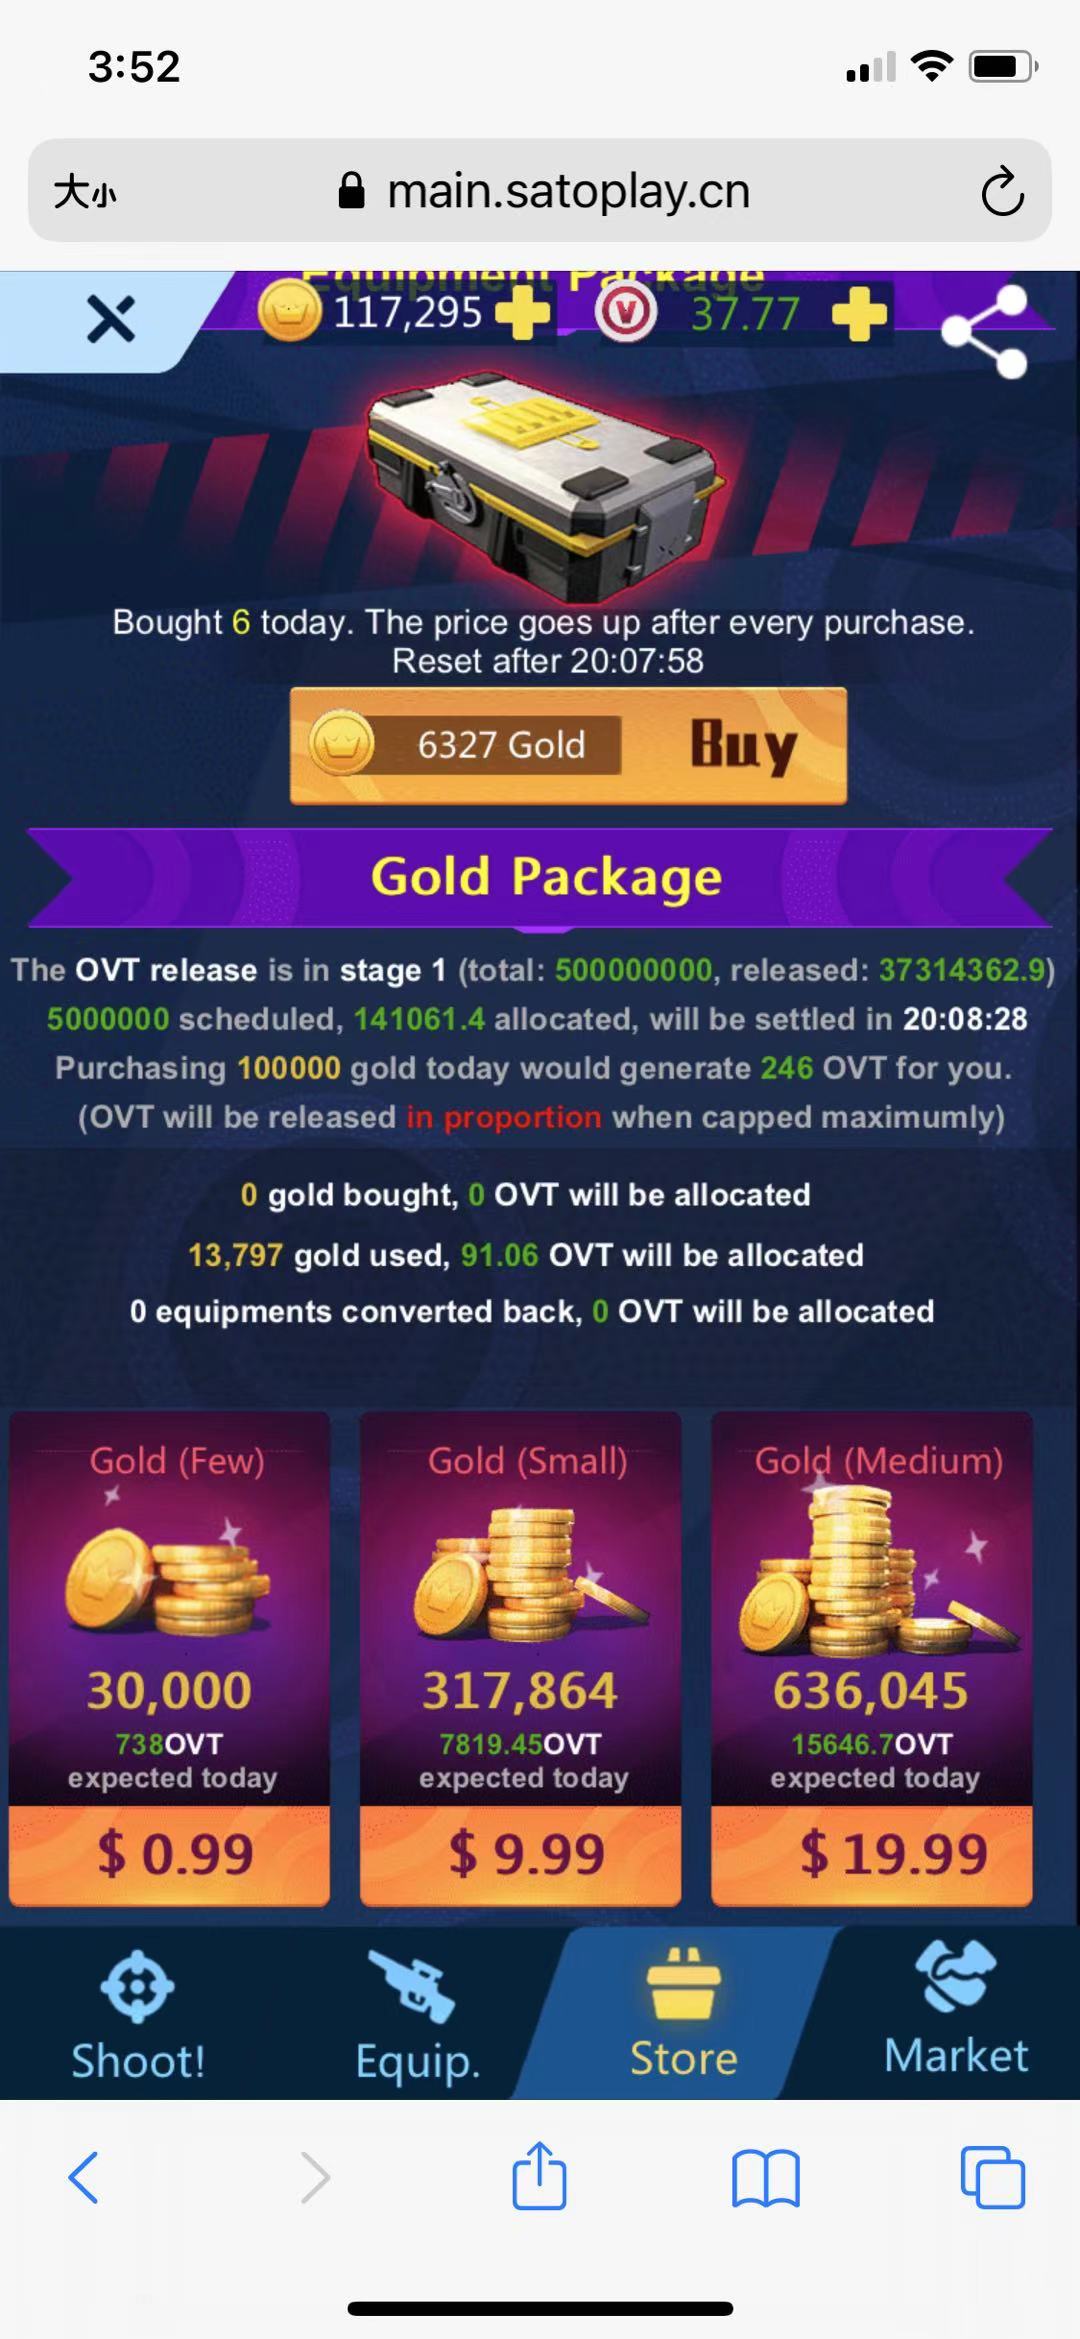 3:52
大小 main.satoplay.cn
Equipment Package
117,295 37.77
Bought 6 today. The price goes up after every purchase.
Reset after 20:07:58
6327 Gold Buy
Gold Package
The OVT release is in stage 1 (total: 500000000, released: 37314362.9)
5000000 scheduled, 141061.4 allocated, will be settled in 20:08:28
Purchasing 100000 gold today would generate 246 OVT for you.
(OVT will be released in proportion when capped maximumly)
0 gold bought, 0 OVT will be allocated
13,797 gold used, 91.06 OVT will be allocated
0 equipments converted back, 0 OVT will be allocated
Gold (Few)
30,000
738OVT
expected today
$ 0.99
Gold (Small)
317,864
7819.45OVT
expected today
$ 9.99
Gold (Medium)
636,045
15646.7OVT
expected today
$ 19.99
Shoot! Equip. Store Market